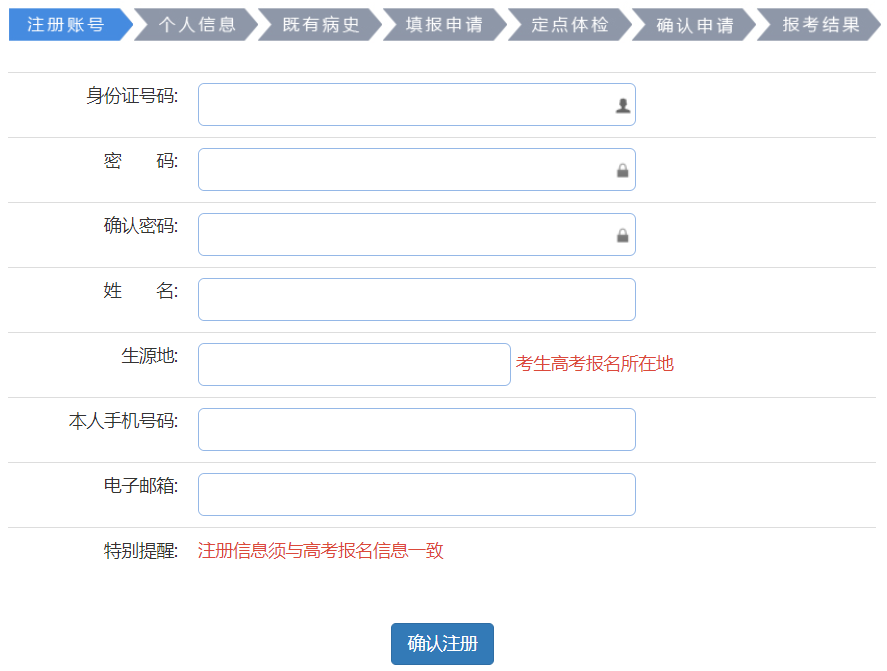 注册账号 个人信息 既有病史 填报申请 定点体检 确认申请 报考结果
身份证号码:
密　　码:
确认密码:
姓　　名:
生源地: 考生高考报名所在地
本人手机号码:
电子邮箱:
特别提醒: 注册信息须与高考报名信息一致
确认注册